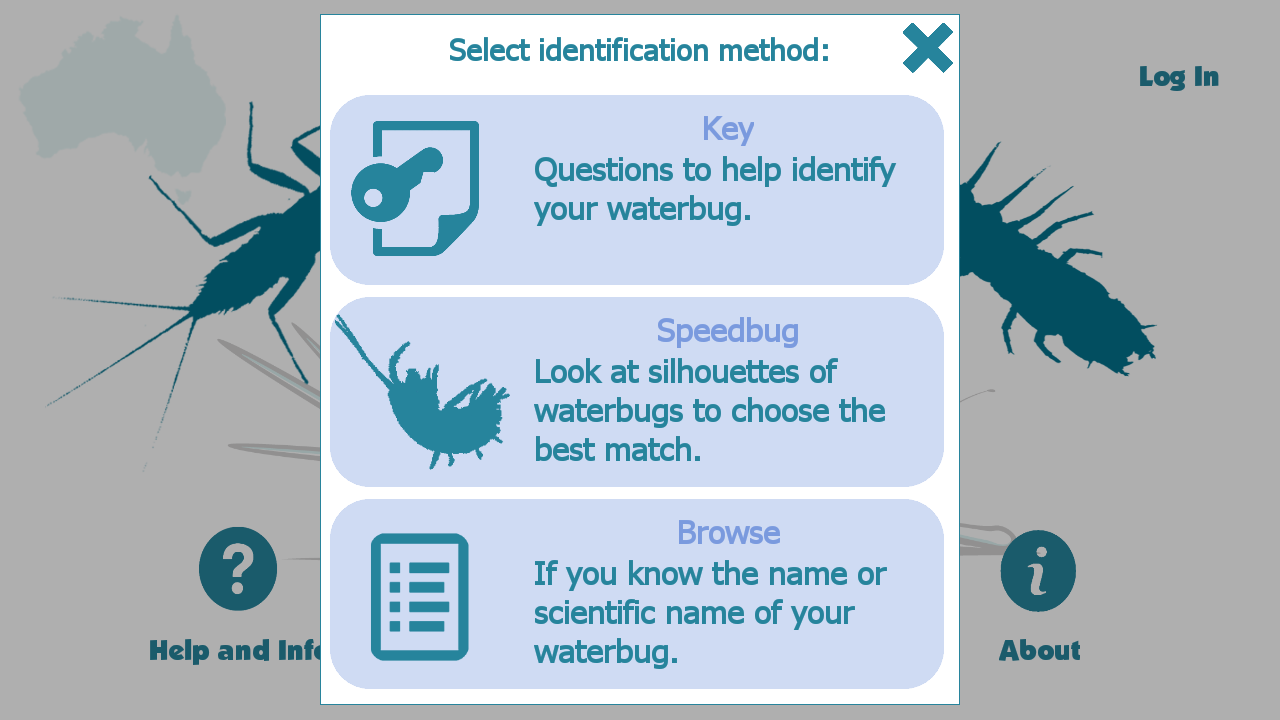 Select identification method:
Log In
Key
Questions to help identify
your waterbug.
Speedbug
Look at silhouettes of
waterbugs to choose the
best match.
Browse
If you know the name or
scientific name of your
waterbug.
Help and Info
About